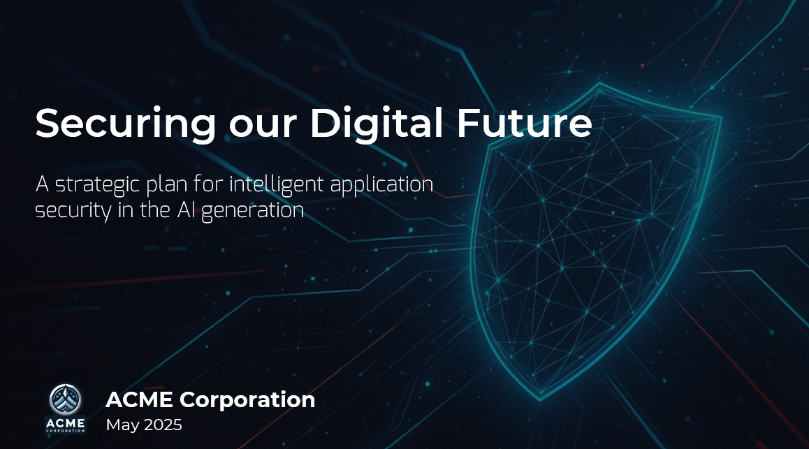 Securing our Digital Future
A strategic plan for intelligent application
security in the AI generation
ACME Corporation
May 2025
ACME
CORPORATION